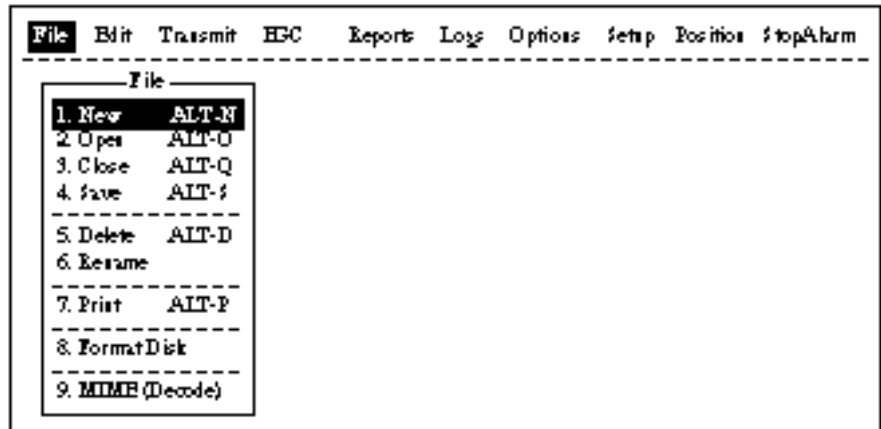 File Edit Transmit EGC Reports Logs Options Setup Position StopAlarm
File
1. New ALT-N
2. Open ALT-O
3. Close ALT-Q
4. Save ALT-S
5. Delete ALT-D
6. Rename
7. Print ALT-P
8. Format Disk
9. MIME (Decode)